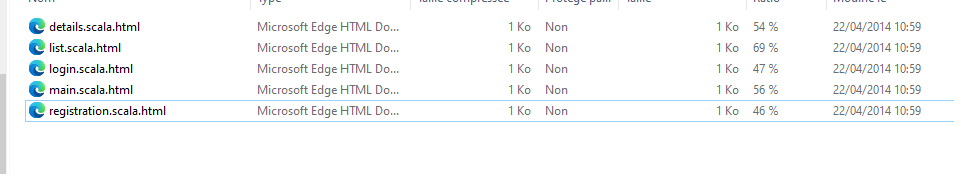 Nom Type Taille compressée Protégé pa... Taille Ratio Modifié le
details.scala.html Microsoft Edge HTML Do... 1 Ko Non 1 Ko 54 % 22/04/2014 10:59
list.scala.html Microsoft Edge HTML Do... 1 Ko Non 1 Ko 69 % 22/04/2014 10:59
login.scala.html Microsoft Edge HTML Do... 1 Ko Non 1 Ko 47 % 22/04/2014 10:59
main.scala.html Microsoft Edge HTML Do... 1 Ko Non 1 Ko 56 % 22/04/2014 10:59
registration.scala.html Microsoft Edge HTML Do... 1 Ko Non 1 Ko 46 % 22/04/2014 10:59